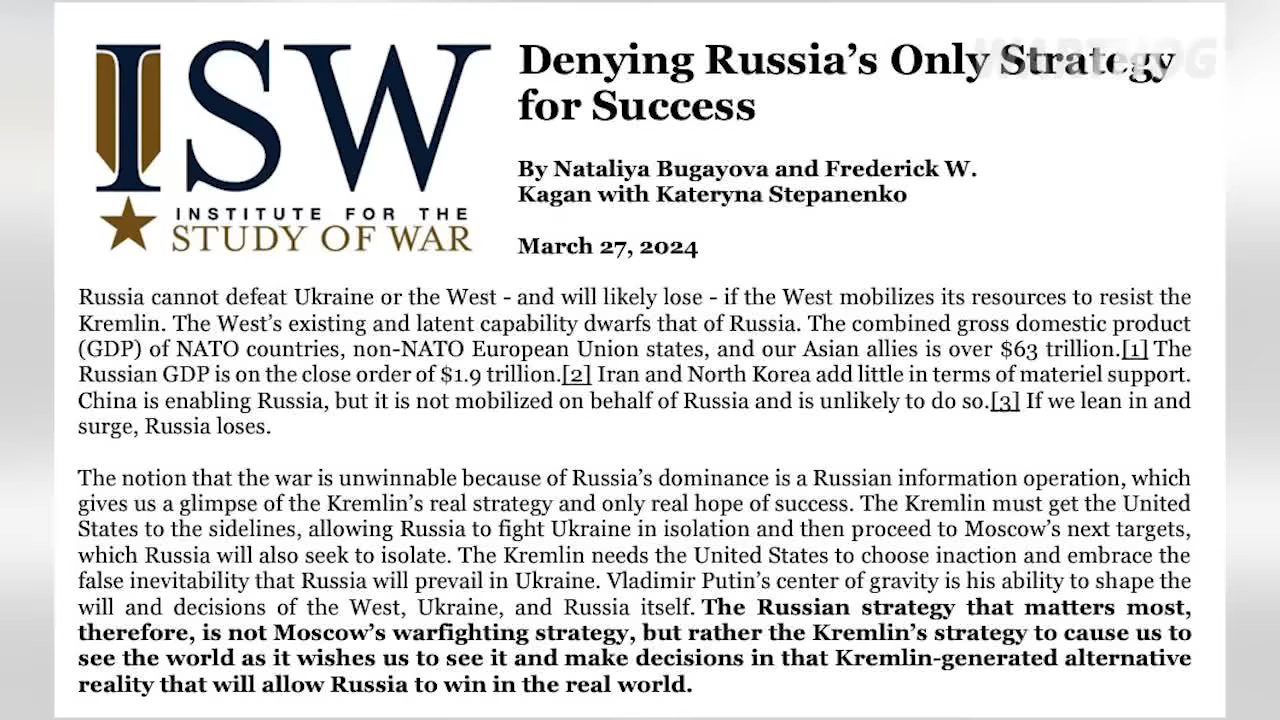 ISW
INSTITUTE FOR THE
STUDY OF WAR
Denying Russia's Only Strategy
for Success
By Nataliya Bugayova and Frederick W.
Kagan with Kateryna Stepanenko
March 27, 2024
Russia cannot defeat Ukraine or the West - and will likely lose - if the West mobilizes its resources to resist the
Kremlin. The West's existing and latent capability dwarfs that of Russia. The combined gross domestic product
(GDP) of NATO countries, non-NATO European Union states, and our Asian allies is over $63 trillion.[1] The
Russian GDP is on the close order of $1.9 trillion.[2] Iran and North Korea add little in terms of materiel support.
China is enabling Russia, but it is not mobilized on behalf of Russia and is unlikely to do so.[3] If we lean in and
surge, Russia loses.
The notion that the war is unwinnable because of Russia's dominance is a Russian information operation, which
gives us a glimpse of the Kremlin's real strategy and only real hope of success. The Kremlin must get the United
States to the sidelines, allowing Russia to fight Ukraine in isolation and then proceed to Moscow's next targets,
which Russia will also seek to isolate. The Kremlin needs the United States to choose inaction and embrace the
false inevitability that Russia will prevail in Ukraine. Vladimir Putin's center of gravity is his ability to shape the
will and decisions of the West, Ukraine, and Russia itself. The Russian strategy that matters most,
therefore, is not Moscow's warfighting strategy, but rather the Kremlin's strategy to cause us to
see the world as it wishes us to see it and make decisions in that Kremlin-generated alternative
reality that will allow Russia to win in the real world.